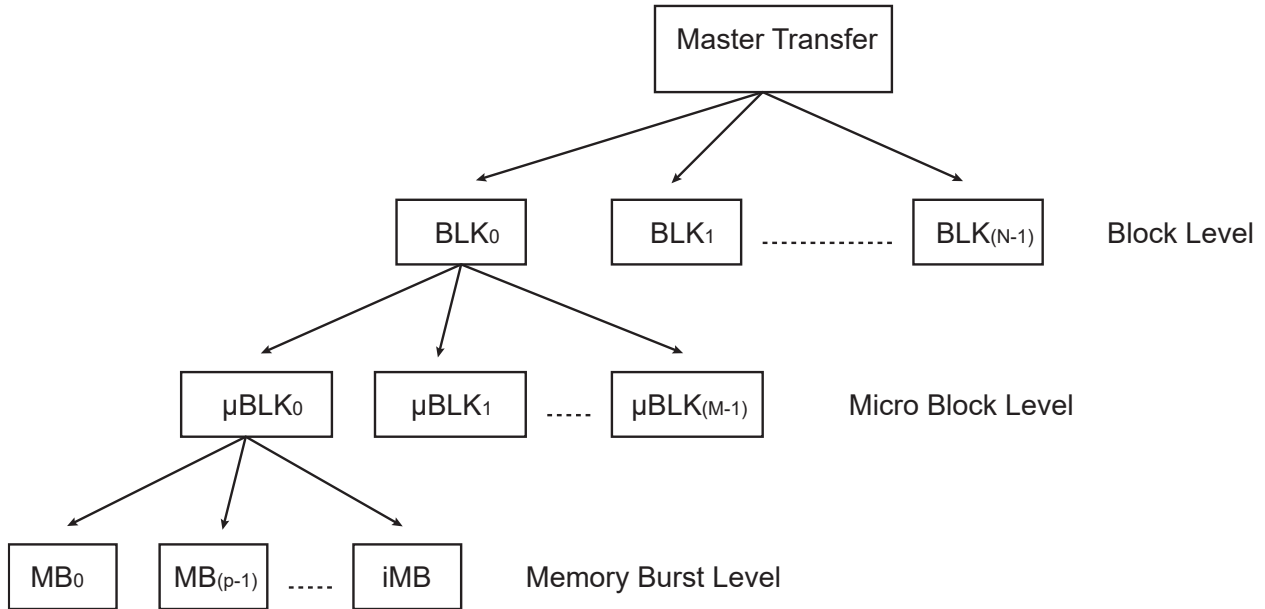 Master Transfer
BLK0 BLK1 BLK(N-1) Block Level
µBLK0 µBLK1 µBLK(M-1) Micro Block Level
MB0 MB(p-1) iMB Memory Burst Level